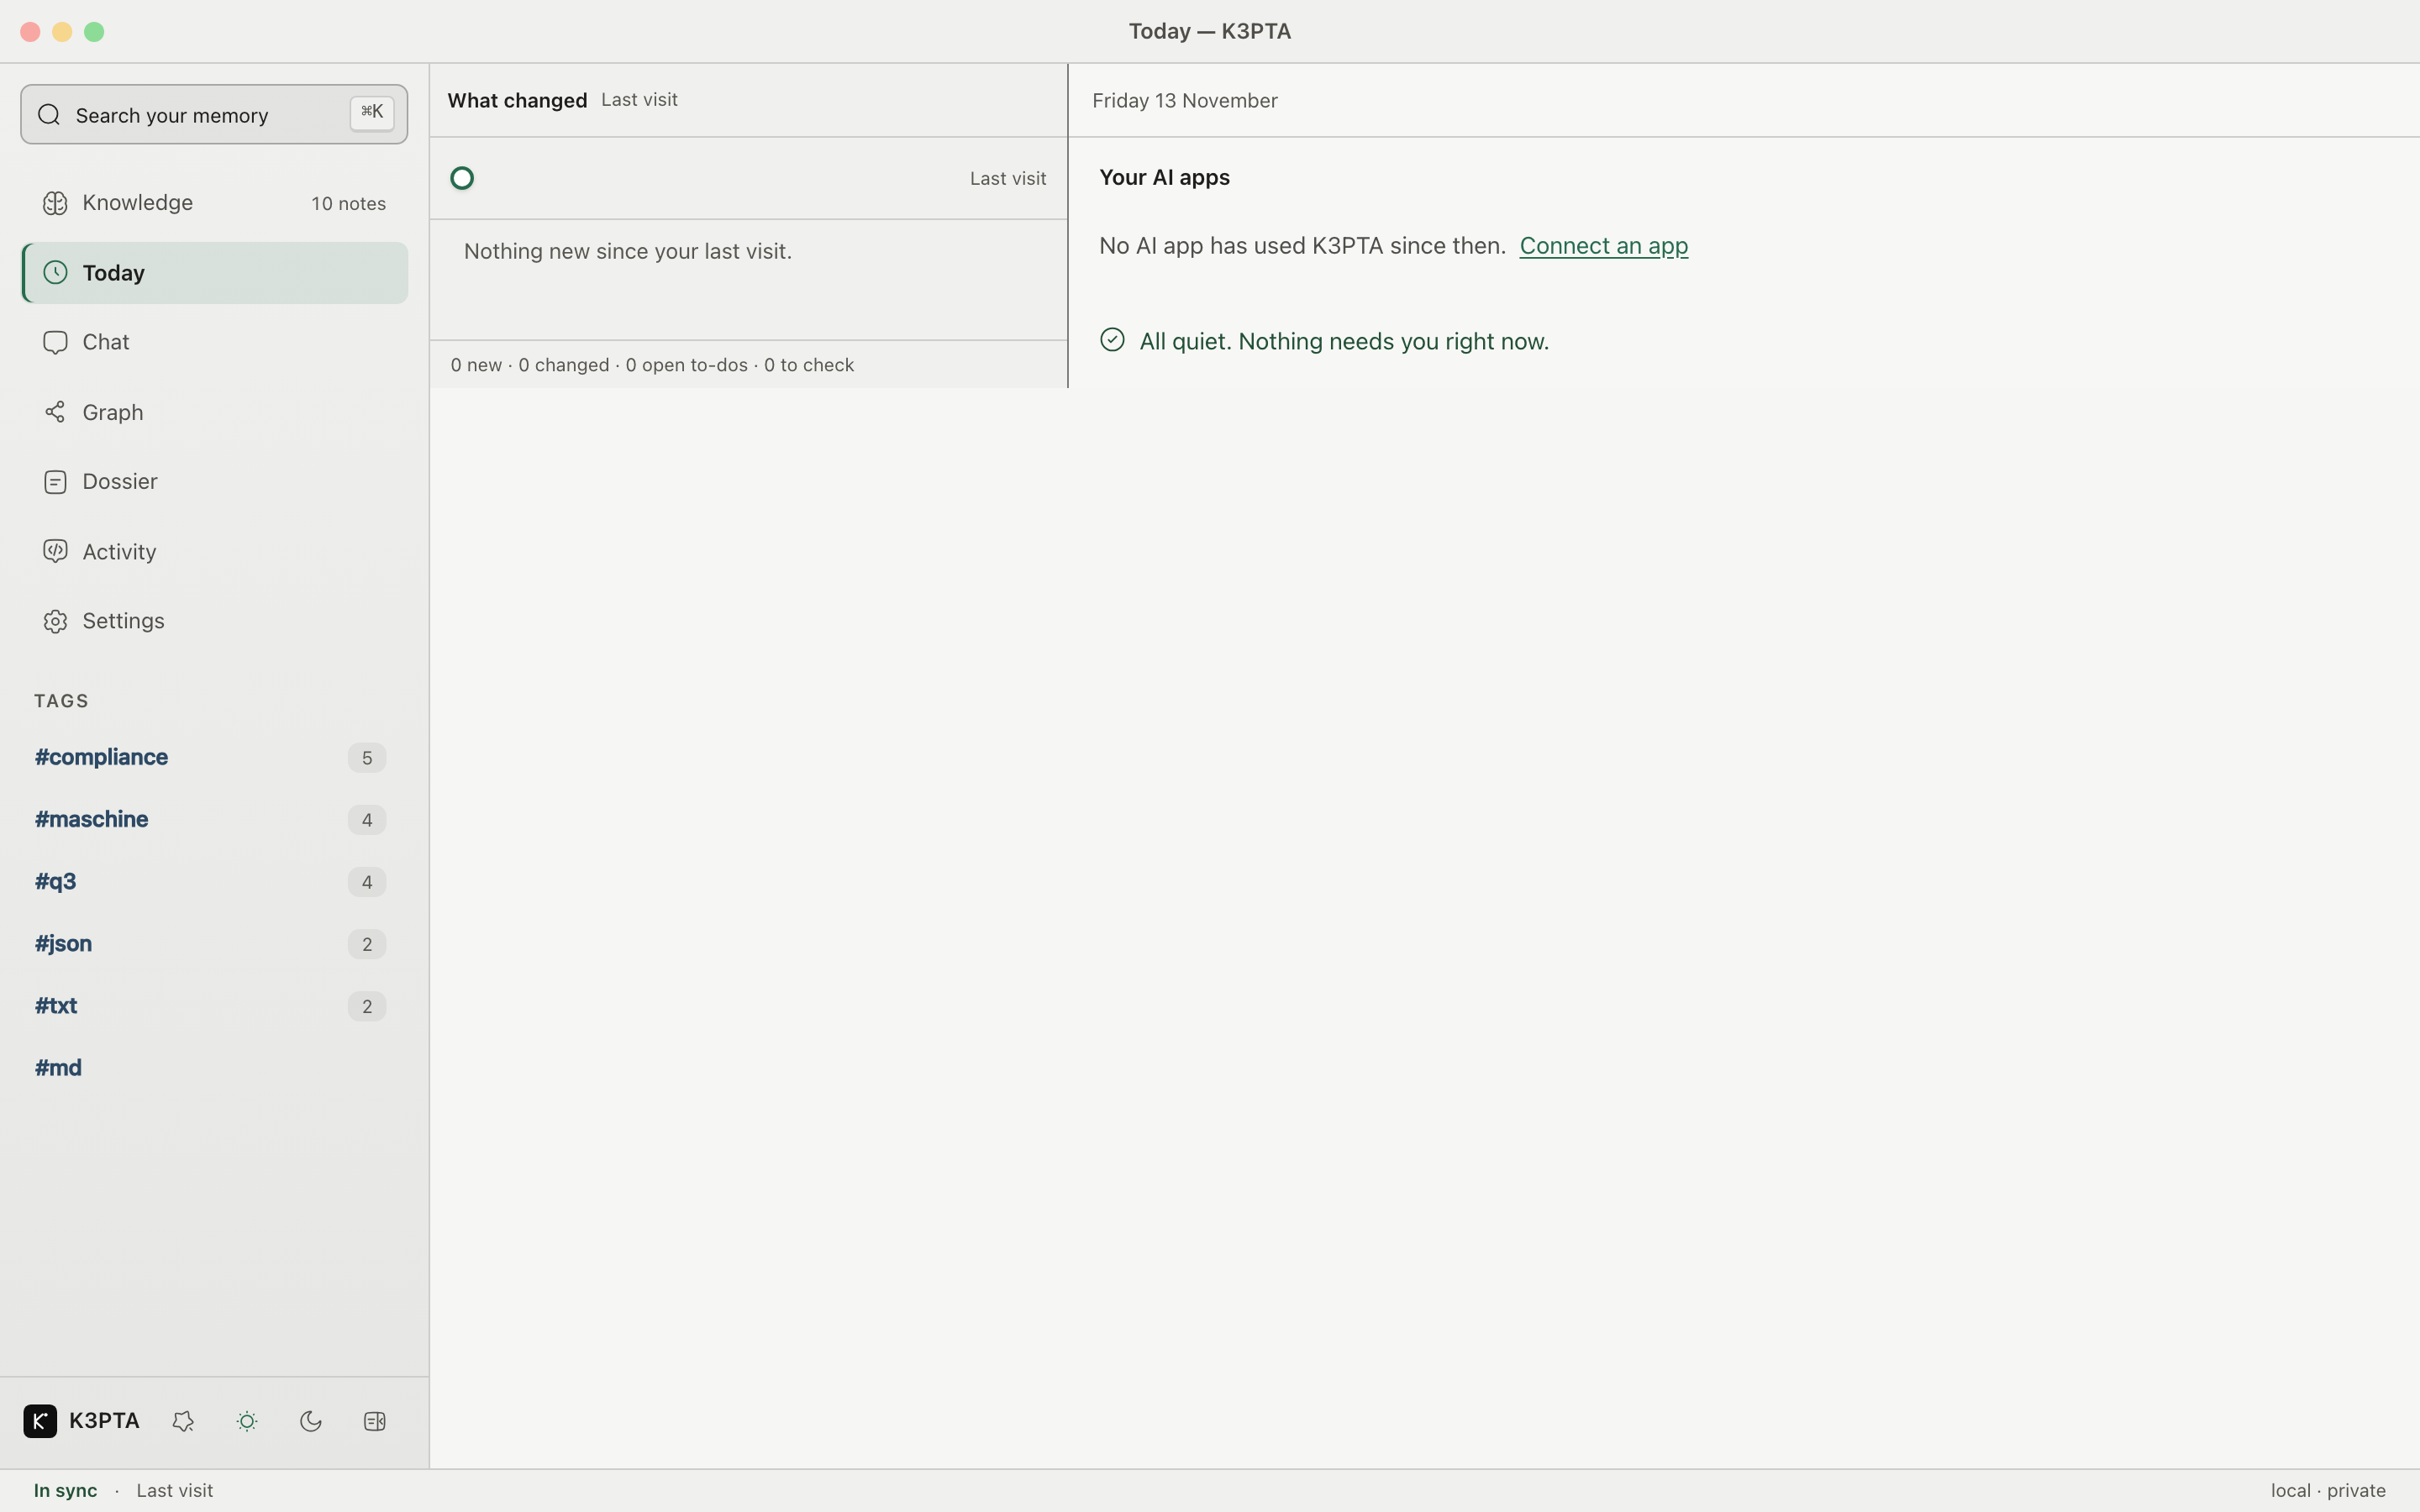 Today — K3PTA
Search your memory ⌘K
Knowledge 10 notes
Today
Chat
Graph
Dossier
Activity
Settings
TAGS
#compliance 5
#maschine 4
#q3 4
#json 2
#txt 2
#md
K3PTA
What changed Last visit
Last visit
Nothing new since your last visit.
0 new · 0 changed · 0 open to-dos · 0 to check
Friday 13 November
Your AI apps
No AI app has used K3PTA since then. Connect an app
All quiet. Nothing needs you right now.
In sync · Last visit
local · private